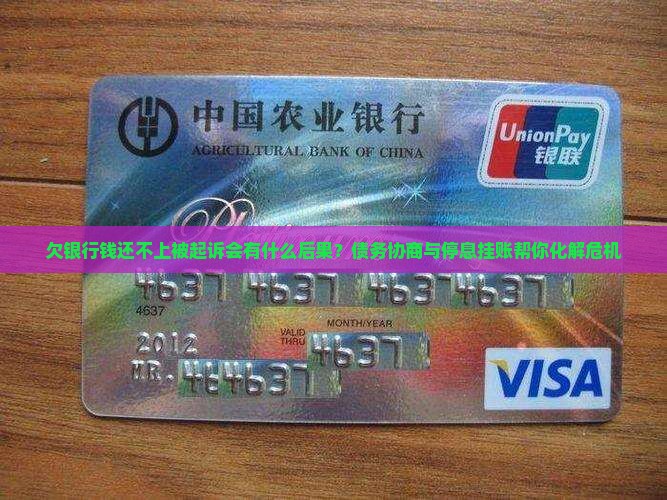 中国农业银行
AGRICULTURAL BANK OF CHINA
UnionPay
银联
欠银行钱还不上被起诉会有什么后果？债务协商与停息挂账帮你化解危机
4637 4637 4637 4637
4637
MONTH/YEAR
VALID
THRU
2012
4637
MR. 464637
VISA